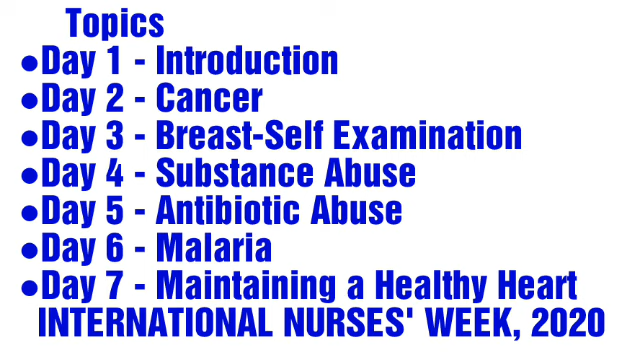 Topics
●Day 1 - Introduction
●Day 2 - Cancer
●Day 3 - Breast-Self Examination
●Day 4 - Substance Abuse
●Day 5 - Antibiotic Abuse
●Day 6 - Malaria
●Day 7 - Maintaining a Healthy Heart
INTERNATIONAL NURSES' WEEK, 2020